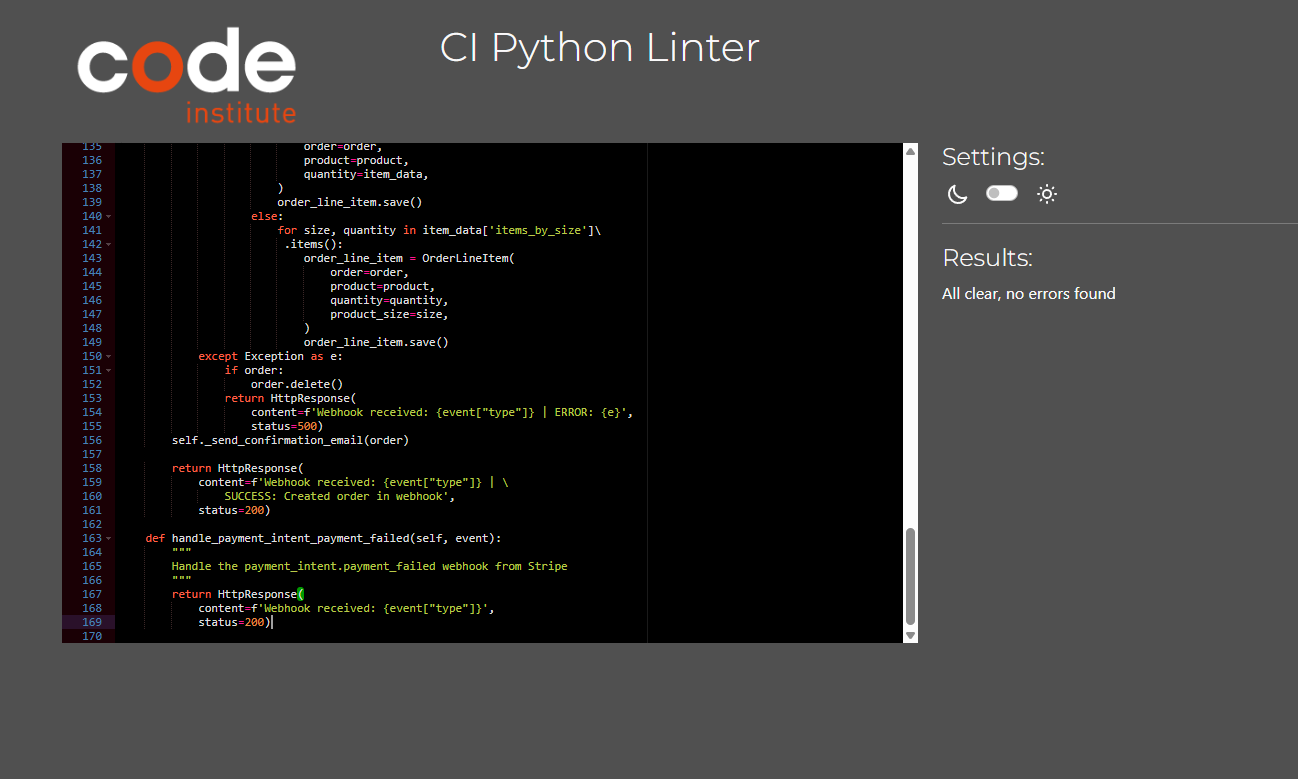 code
institute
CI Python Linter
135 order=order,
136 product=product,
137 quantity=item_data,
138 )
139 order_line_item.save()
140 else:
141 for size, quantity in item_data['items_by_size']\
142 .items():
143 order_line_item = OrderLineItem(
144 order=order,
145 product=product,
146 quantity=quantity,
147 product_size=size,
148 )
149 order_line_item.save()
150 except Exception as e:
151 if order:
152 order.delete()
153 return HttpResponse(
154 content=f'Webhook received: {event["type"]} | ERROR: {e}',
155 status=500)
156 self._send_confirmation_email(order)
157
158 return HttpResponse(
159 content=f'Webhook received: {event["type"]} | \
160 SUCCESS: Created order in webhook',
161 status=200)
162
163 def handle_payment_intent_payment_failed(self, event):
164 """
165 Handle the payment_intent.payment_failed webhook from Stripe
166 """
167 return HttpResponse(
168 content=f'Webhook received: {event["type"]}',
169 status=200)
170
Settings:
Results:
All clear, no errors found